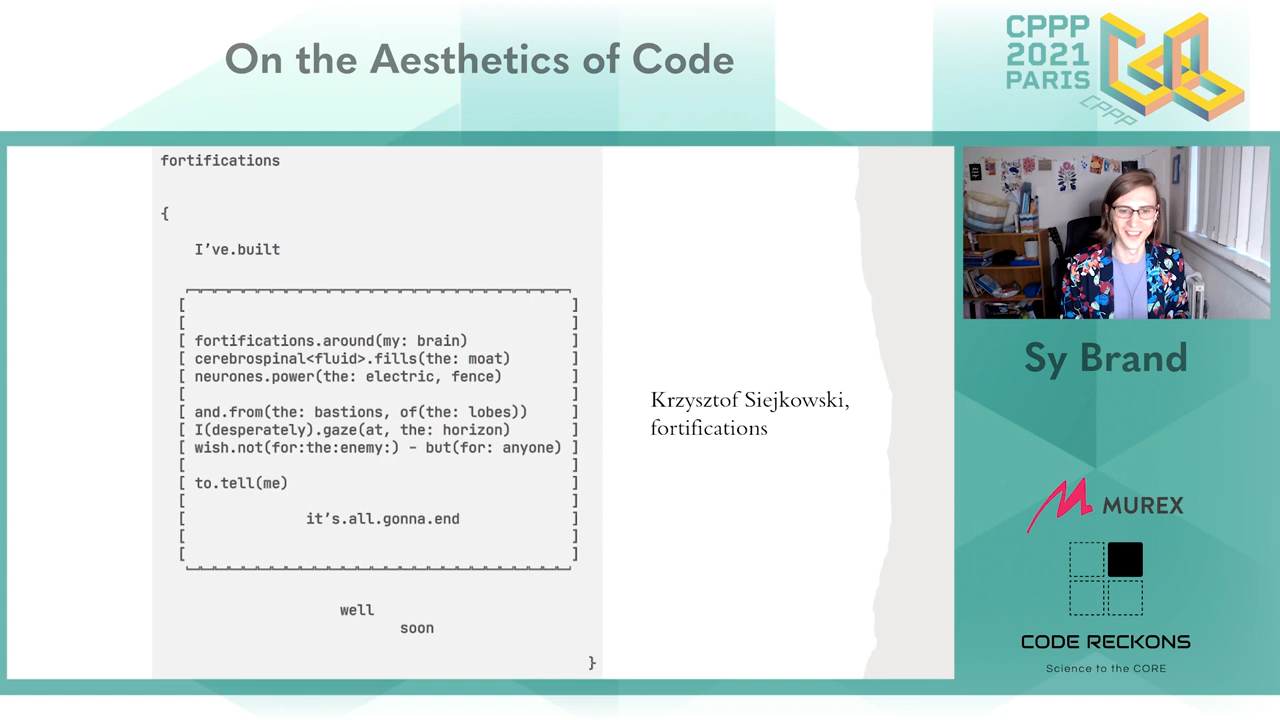 On the Aesthetics of Code
CPPP
2021
PARIS
CPPP
fortifications
{
I’ve.built
[ ]
[ ]
[ fortifications.around(my: brain) ]
[ cerebrospinal<fluid>.fills(the: moat) ]
[ neurones.power(the: electric, fence) ]
[ ]
[ and.from(the: bastions, of(the: lobes)) ]
[ I(desperately).gaze(at, the: horizon) ]
[ wish.not(for:the:enemy:) - but(for: anyone) ]
[ ]
[ to.tell(me) ]
[ ]
[ it’s.all.gonna.end ]
[ ]
[ ]
well
soon
}
Krzysztof Siejkowski,
fortifications
Sy Brand
MUREX
CODE RECKONS
Science to the CORE